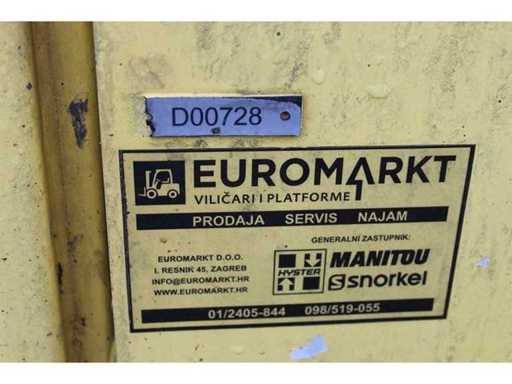 D00728
EUROMARKT
VILIČARI I PLATFORME
PRODAJA SERVIS NAJAM
EUROMARKT D.O.O.
I. RESNIK 45, ZAGREB
INFO@EUROMARKT.HR
WWW.EUROMARKT.HR
GENERALNI ZASTUPNIK:
HYSTER
MANITOU
snorkel
01/2405-844 098/519-055